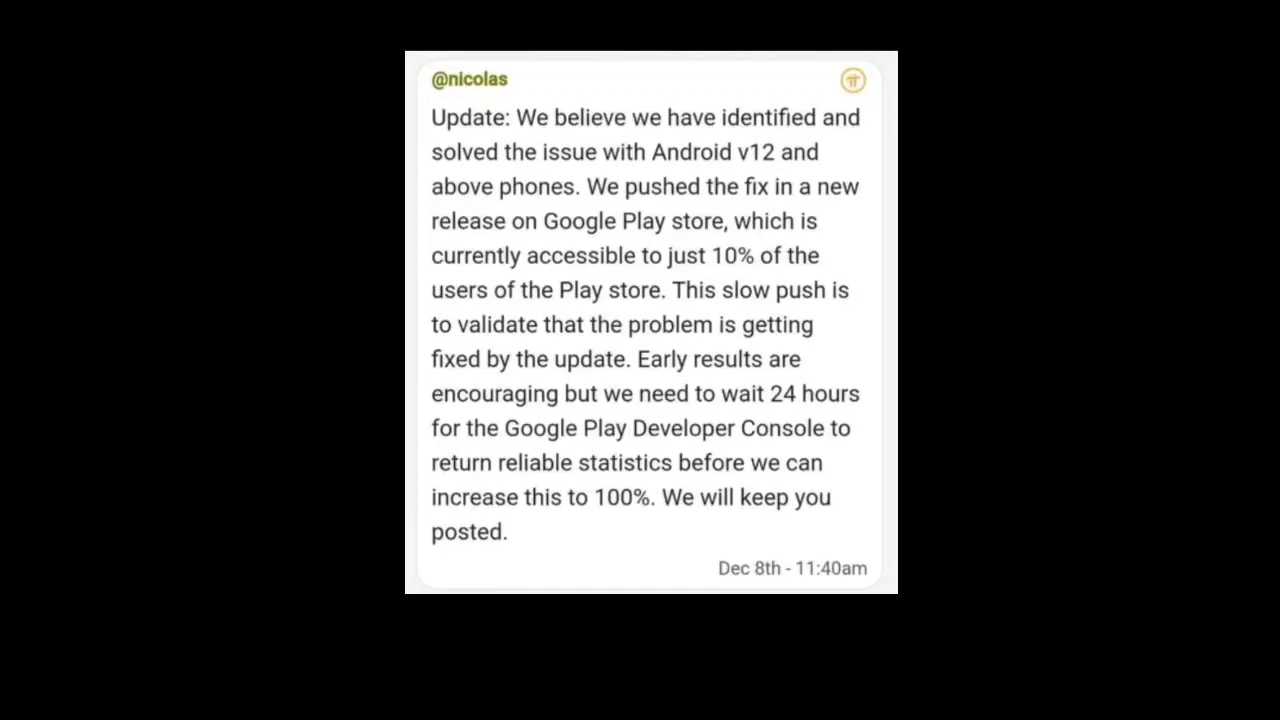 @nicolas
Update: We believe we have identified and
solved the issue with Android v12 and
above phones. We pushed the fix in a new
release on Google Play store, which is
currently accessible to just 10% of the
users of the Play store. This slow push is
to validate that the problem is getting
fixed by the update. Early results are
encouraging but we need to wait 24 hours
for the Google Play Developer Console to
return reliable statistics before we can
increase this to 100%. We will keep you
posted.
Dec 8th - 11:40am